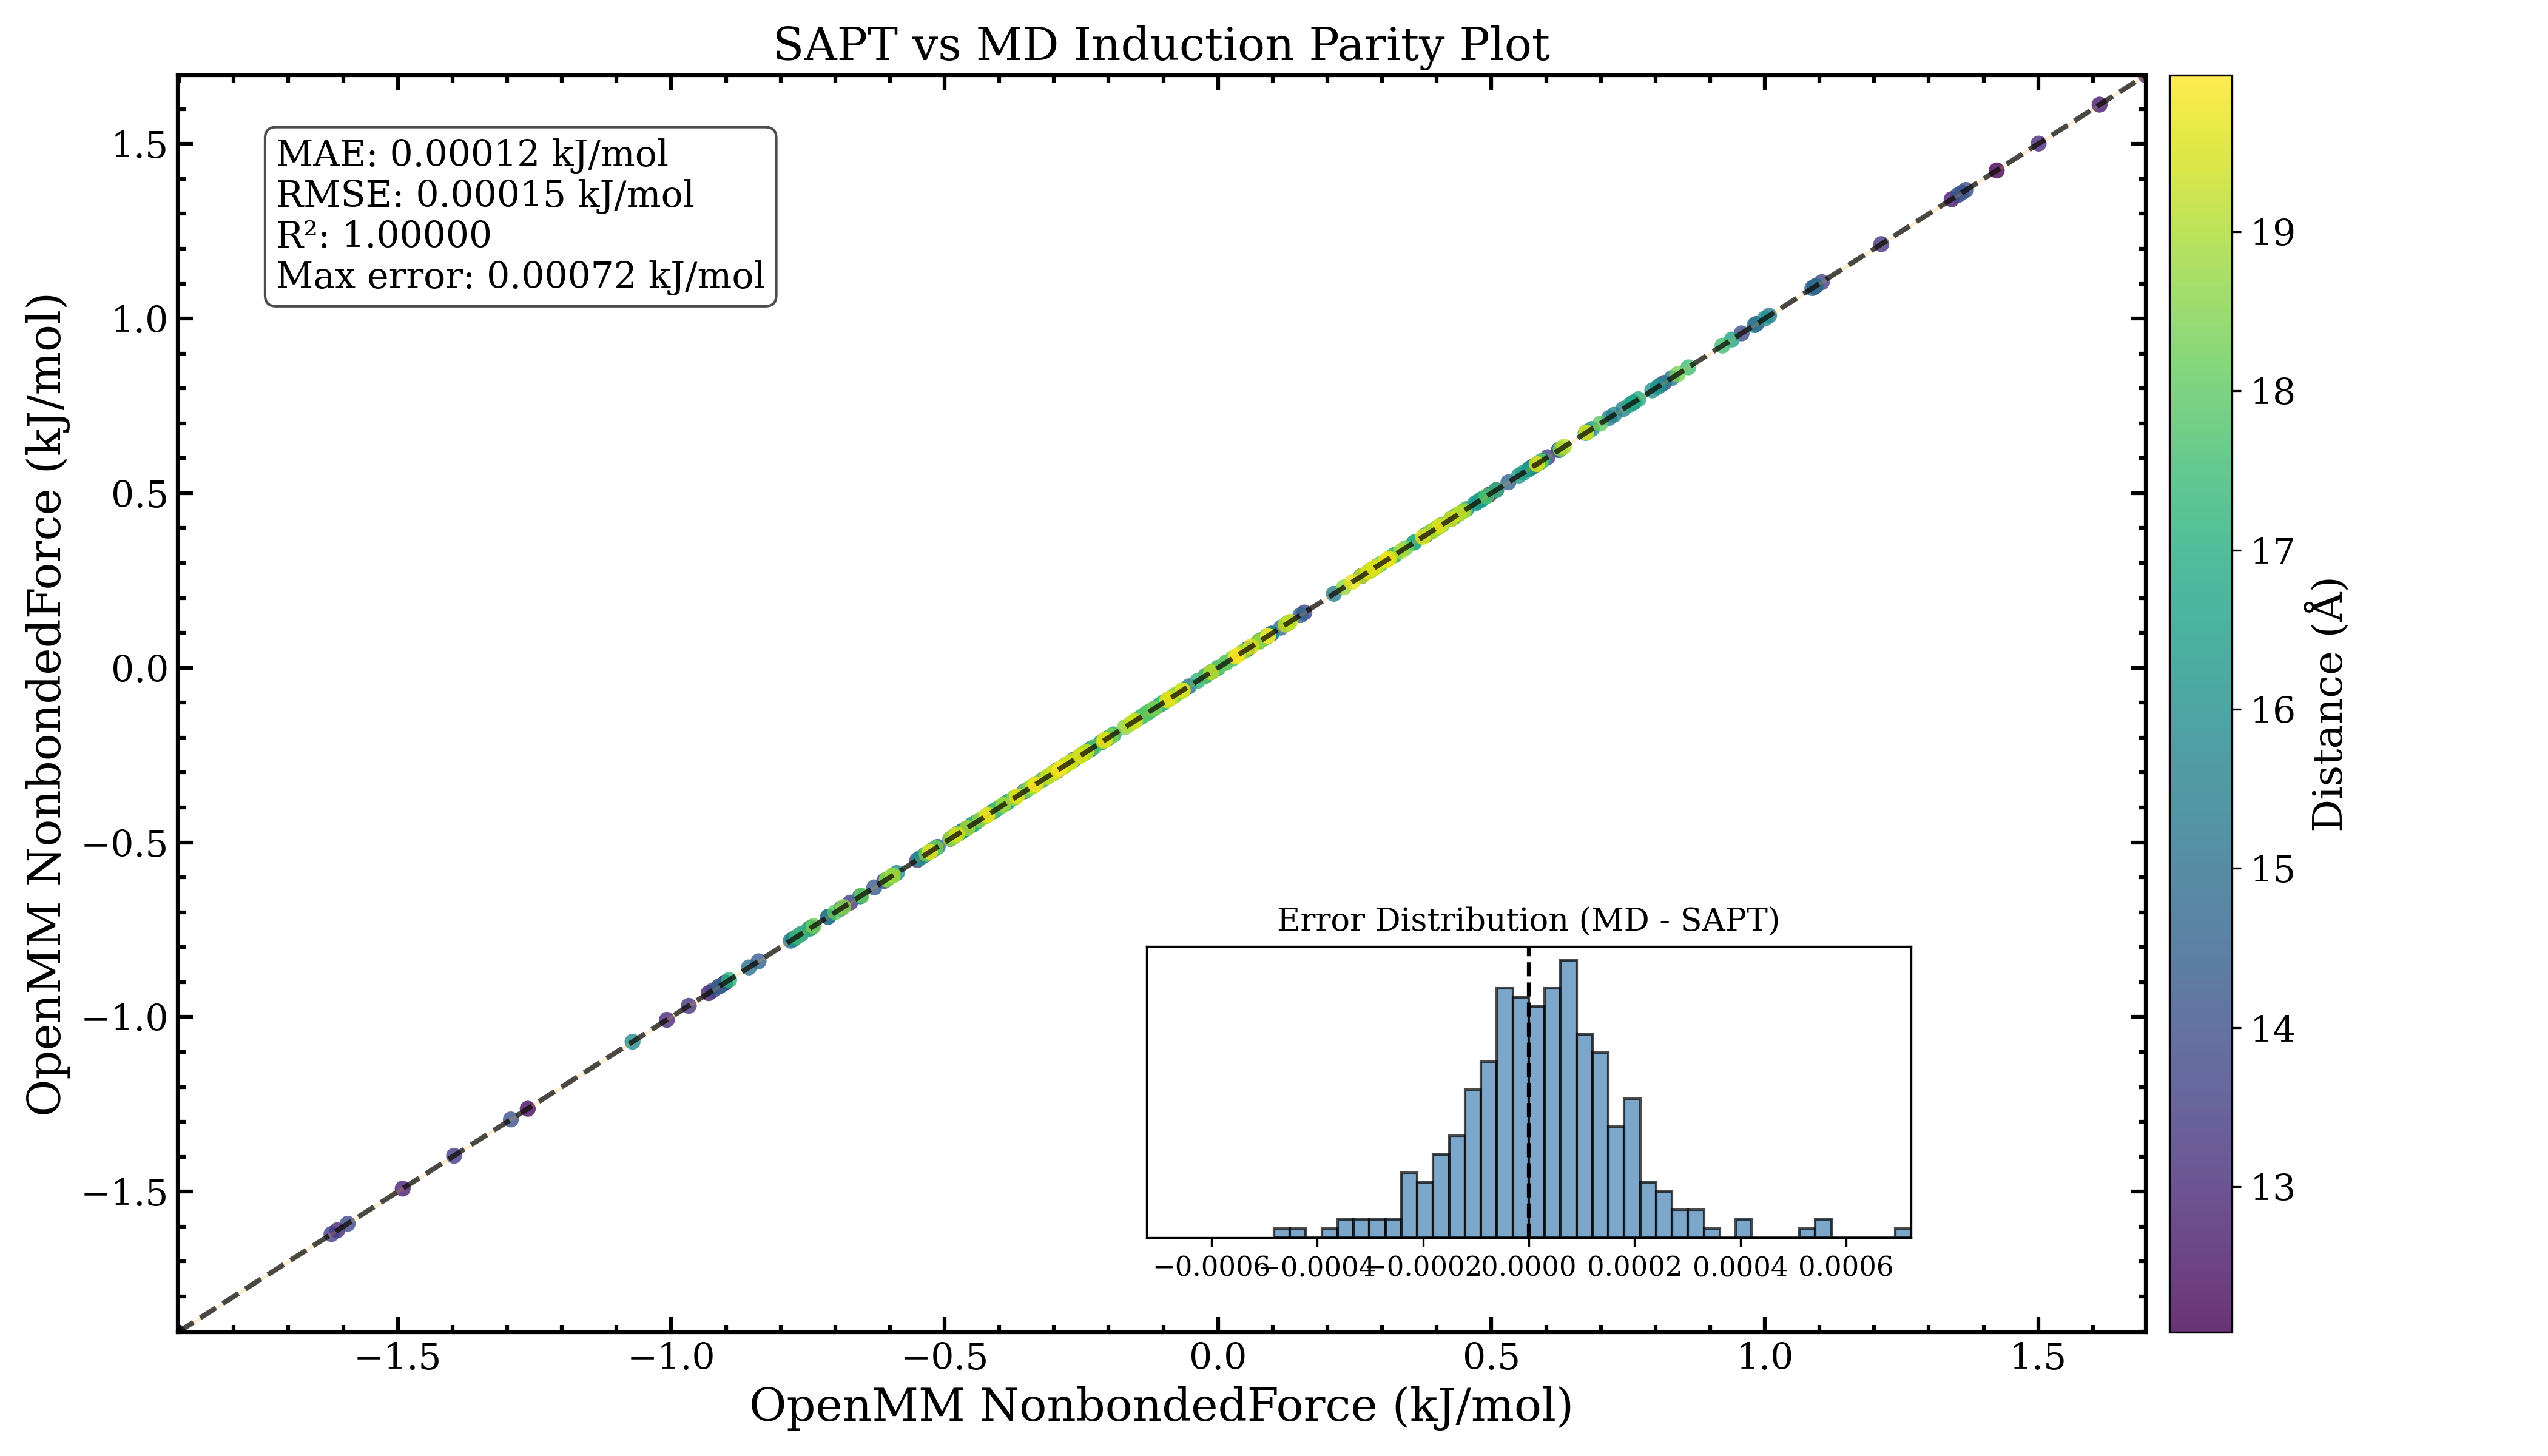 SAPT vs MD Induction Parity Plot
MAE: 0.00012 kJ/mol
RMSE: 0.00015 kJ/mol
R²: 1.00000
Max error: 0.00072 kJ/mol
OpenMM NonbondedForce (kJ/mol)
1.5
1.0
0.5
0.0
−0.5
−1.0
−1.5
Error Distribution (MD - SAPT)
−0.0006 −0.0004 −0.0002 0.0000 0.0002 0.0004 0.0006
−1.5 −1.0 −0.5 0.0 0.5 1.0 1.5
OpenMM NonbondedForce (kJ/mol)
19
18
17
16
15
14
13
Distance (Å)